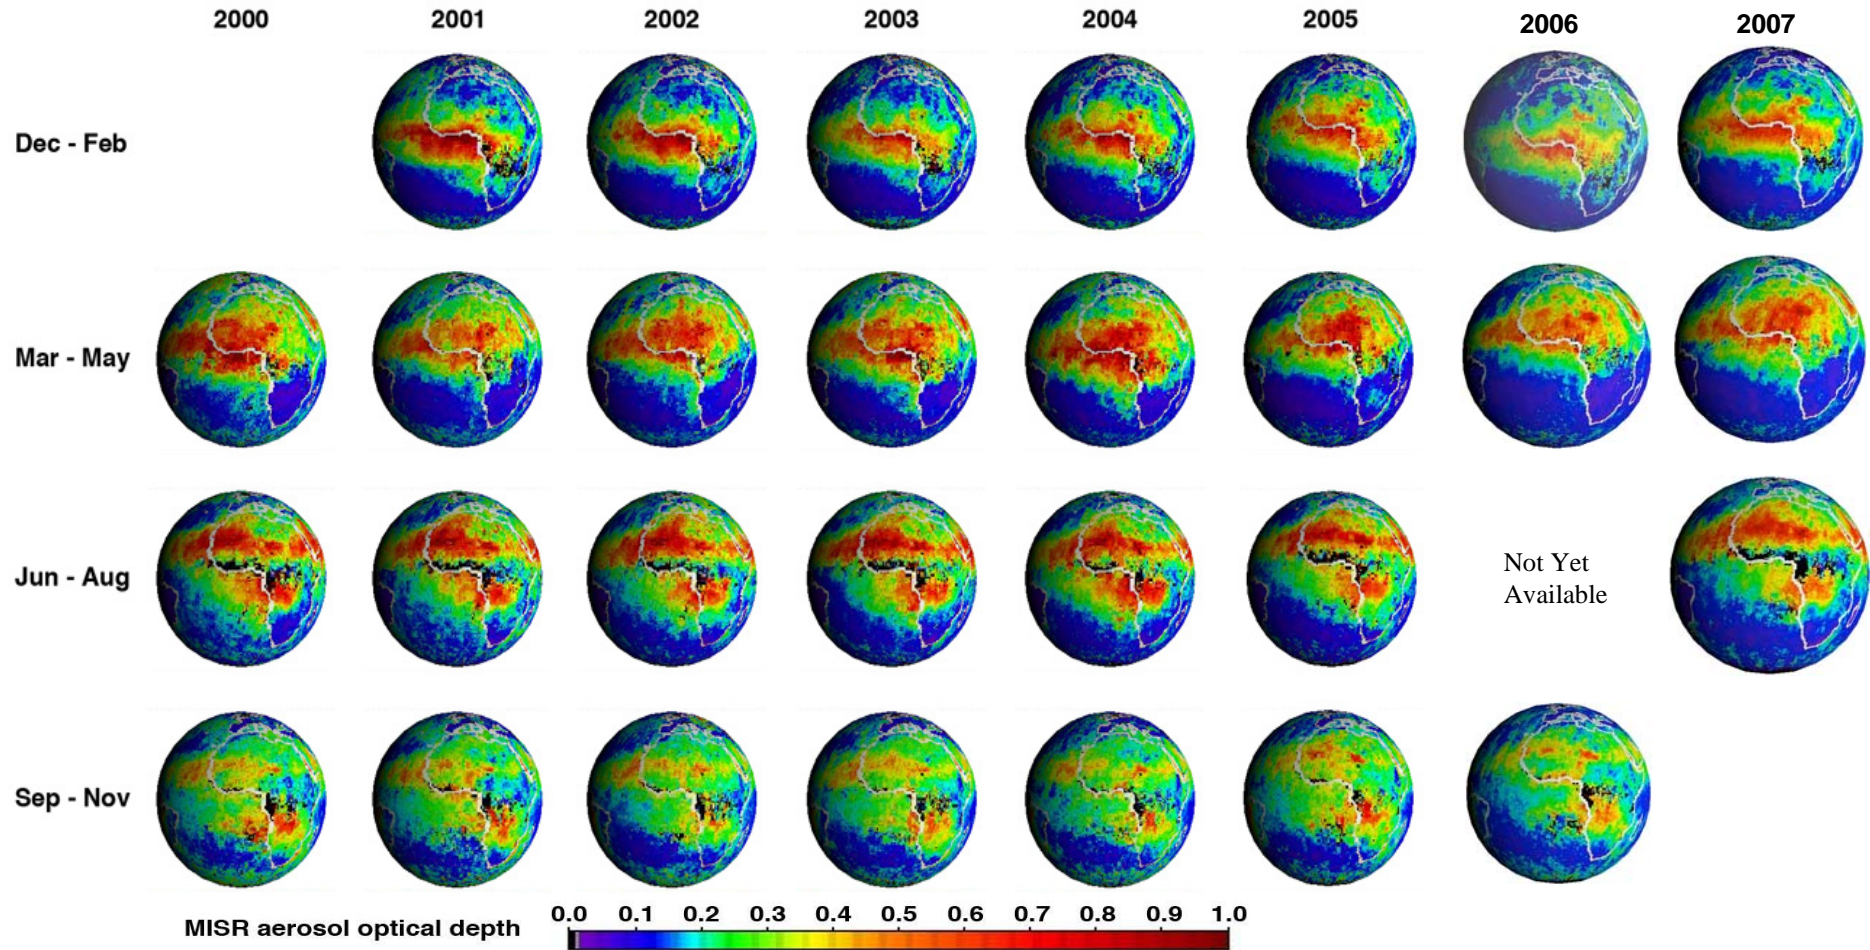 2000 2001 2002 2003 2004 2005 2006 2007
Dec - Feb
Mar - May
Jun - Aug
Not Yet
Available
Sep - Nov
MISR aerosol optical depth
0.0 0.1 0.2 0.3 0.4 0.5 0.6 0.7 0.8 0.9 1.0